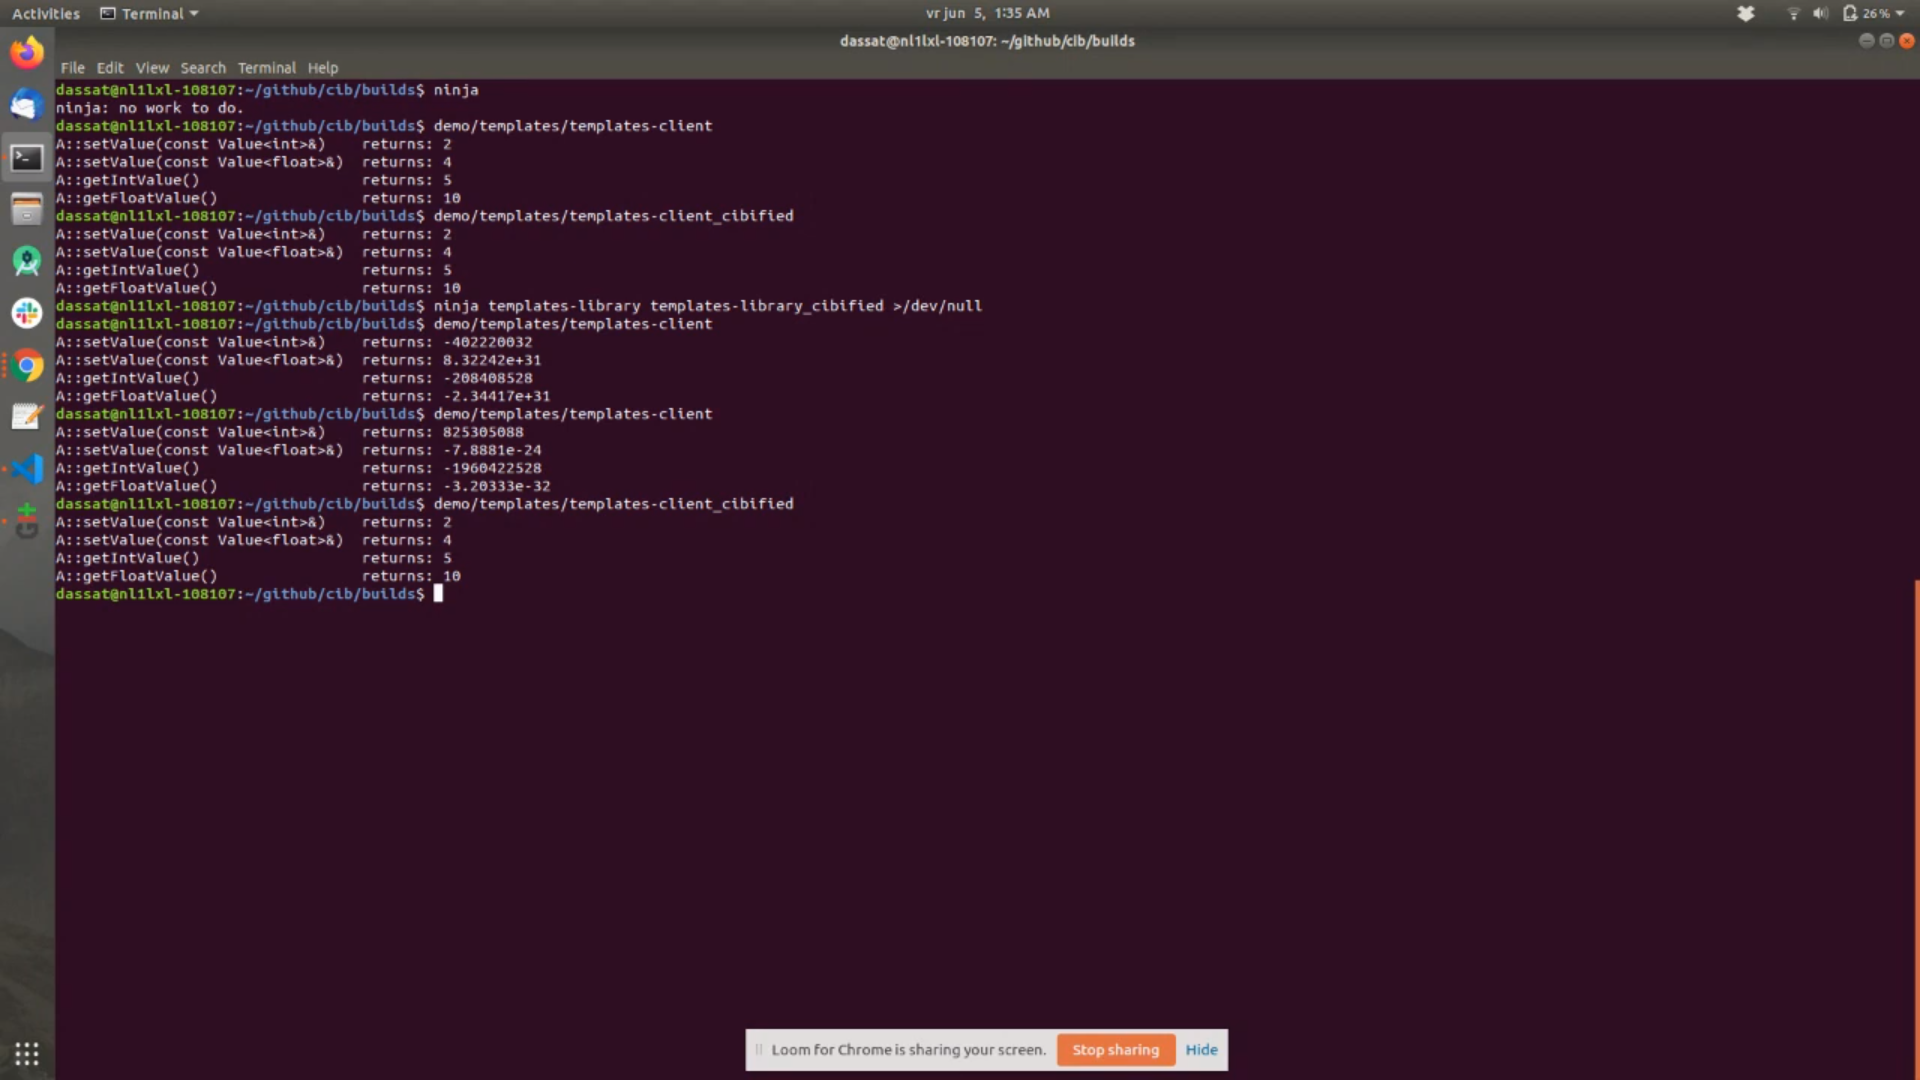 Activities Terminal vr jun 5, 1:35 AM 26%
dassat@nl1lxl-108107: ~/github/cib/builds
File Edit View Search Terminal Help
dassat@nl1lxl-108107:~/github/cib/builds$ ninja
ninja: no work to do.
dassat@nl1lxl-108107:~/github/cib/builds$ demo/templates/templates-client
A::setValue(const Value<int>&) returns: 2
A::setValue(const Value<float>&) returns: 4
A::getIntValue() returns: 5
A::getFloatValue() returns: 10
dassat@nl1lxl-108107:~/github/cib/builds$ demo/templates/templates-client_cibified
A::setValue(const Value<int>&) returns: 2
A::setValue(const Value<float>&) returns: 4
A::getIntValue() returns: 5
A::getFloatValue() returns: 10
dassat@nl1lxl-108107:~/github/cib/builds$ ninja templates-library templates-library_cibified >/dev/null
dassat@nl1lxl-108107:~/github/cib/builds$ demo/templates/templates-client
A::setValue(const Value<int>&) returns: -402220032
A::setValue(const Value<float>&) returns: 8.32242e+31
A::getIntValue() returns: -208408528
A::getFloatValue() returns: -2.34417e+31
dassat@nl1lxl-108107:~/github/cib/builds$ demo/templates/templates-client
A::setValue(const Value<int>&) returns: 825305088
A::setValue(const Value<float>&) returns: -7.8881e-24
A::getIntValue() returns: -1960422528
A::getFloatValue() returns: -3.20333e-32
dassat@nl1lxl-108107:~/github/cib/builds$ demo/templates/templates-client_cibified
A::setValue(const Value<int>&) returns: 2
A::setValue(const Value<float>&) returns: 4
A::getIntValue() returns: 5
A::getFloatValue() returns: 10
dassat@nl1lxl-108107:~/github/cib/builds$
Loom for Chrome is sharing your screen. Stop sharing Hide